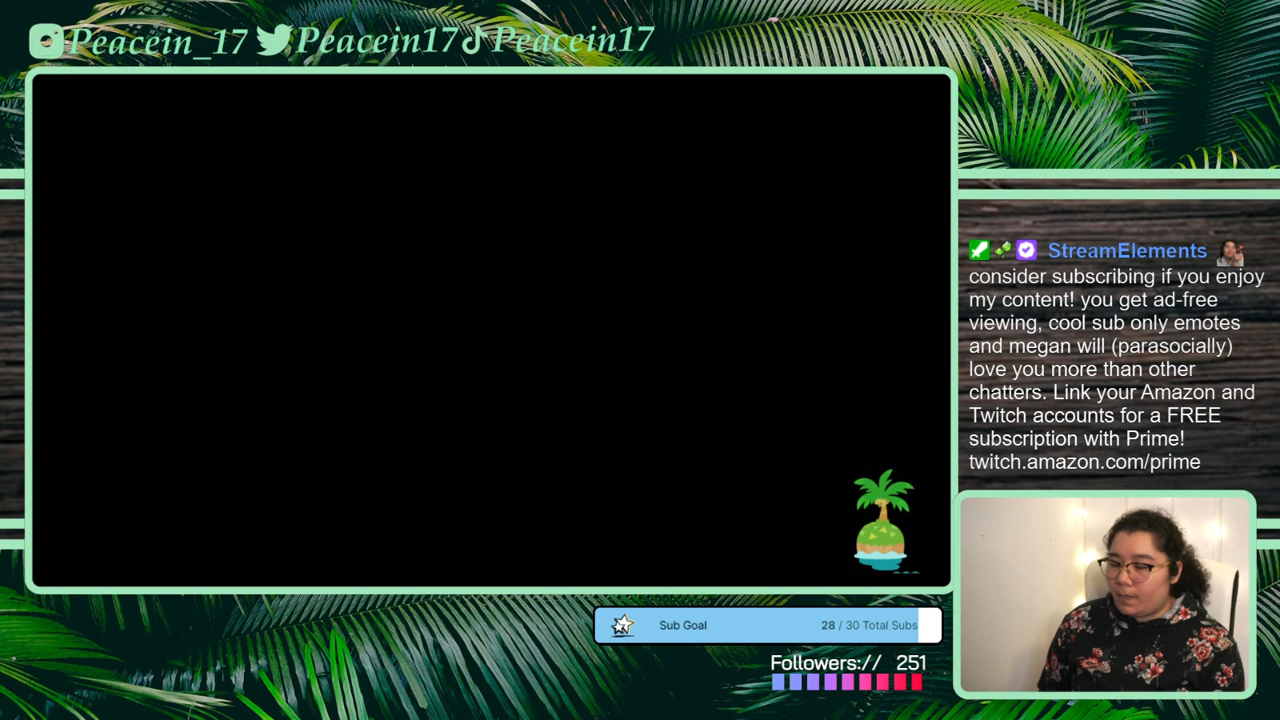 Peacein_17 Peacein17 Peacein17
StreamElements
consider subscribing if you enjoy
my content! you get ad-free
viewing, cool sub only emotes
and megan will (parasocially)
love you more than other
chatters. Link your Amazon and
Twitch accounts for a FREE
subscription with Prime!
twitch.amazon.com/prime
Sub Goal 28 / 30 Total Subs
Followers:// 251